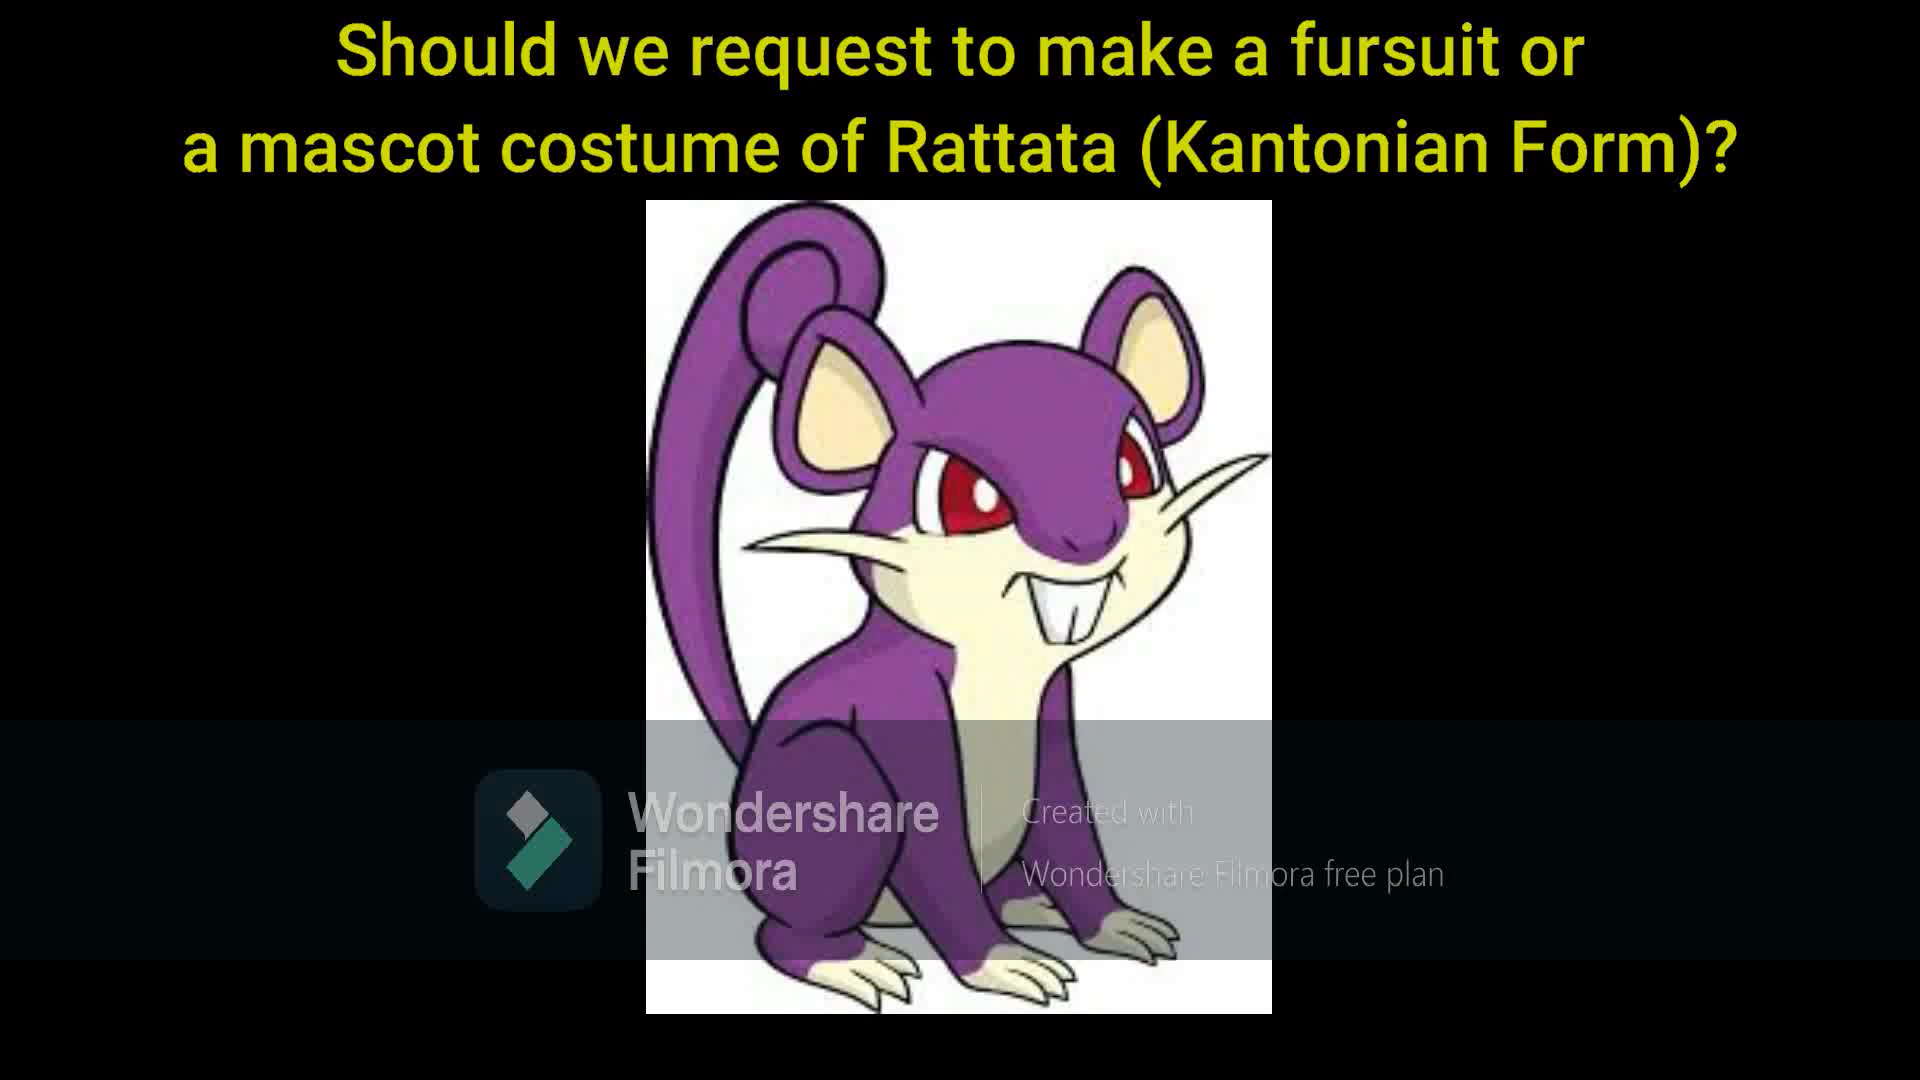 Should we request to make a fursuit or
a mascot costume of Rattata (Kantonian Form)?
Wondershare
Filmora
Created with
Wondershare Filmora free plan